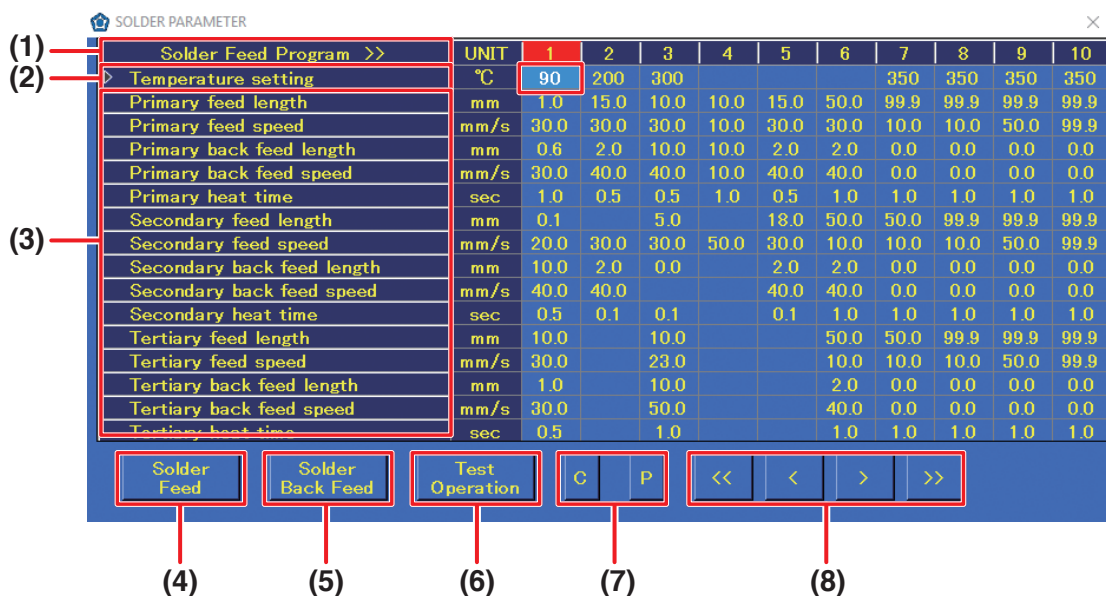 SOLDER PARAMETER ×
(1) Solder Feed Program >> UNIT 1 2 3 4 5 6 7 8 9 10
(2) Temperature setting ℃ 90 200 300 350 350 350 350
Primary feed length mm 1.0 15.0 10.0 10.0 15.0 50.0 99.9 99.9 99.9 99.9
Primary feed speed mm/s 30.0 30.0 30.0 10.0 30.0 30.0 10.0 10.0 50.0 99.9
Primary back feed length mm 0.6 2.0 10.0 10.0 2.0 2.0 0.0 0.0 0.0 0.0
Primary back feed speed mm/s 30.0 40.0 40.0 10.0 40.0 40.0 0.0 0.0 0.0 0.0
Primary heat time sec 1.0 0.5 0.5 1.0 0.5 1.0 1.0 1.0 1.0 1.0
Secondary feed length mm 0.1 5.0 18.0 50.0 50.0 99.9 99.9 99.9
(3) Secondary feed speed mm/s 20.0 30.0 30.0 50.0 30.0 10.0 10.0 10.0 50.0 99.9
Secondary back feed length mm 10.0 2.0 0.0 2.0 2.0 0.0 0.0 0.0 0.0
Secondary back feed speed mm/s 40.0 40.0 40.0 40.0 0.0 0.0 0.0 0.0
Secondary heat time sec 0.5 0.1 0.1 0.1 1.0 1.0 1.0 1.0 1.0
Tertiary feed length mm 10.0 10.0 50.0 50.0 99.9 99.9 99.9
Tertiary feed speed mm/s 30.0 23.0 10.0 10.0 10.0 50.0 99.9
Tertiary back feed length mm 1.0 10.0 2.0 0.0 0.0 0.0 0.0
Tertiary back feed speed mm/s 30.0 50.0 40.0 0.0 0.0 0.0 0.0
Tertiary heat time sec 0.5 1.0 1.0 1.0 1.0 1.0 1.0
Solder Feed Solder Back Feed Test Operation C P << < > >>
(4) (5) (6) (7) (8)